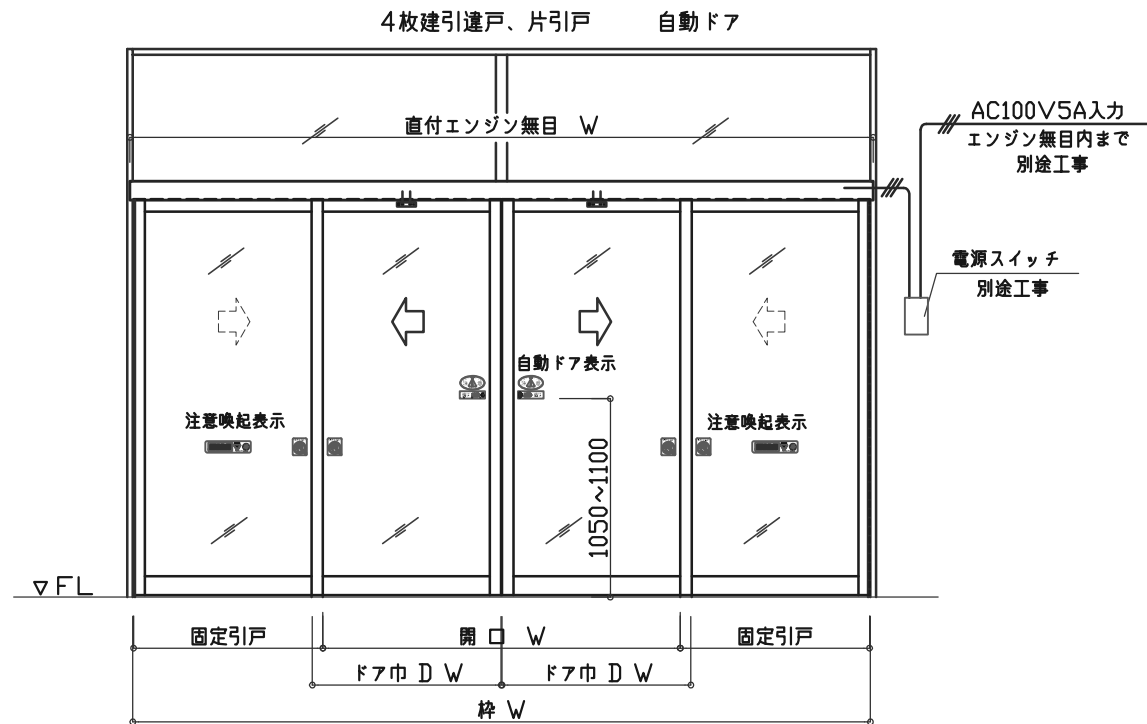 4枚建引違戸、片引戸 自動ドア
直付エンジン無目 W
AC100V5A入力
エンジン無目内まで
別途工事
電源スイッチ
別途工事
自動ドア表示
注意喚起表示
注意喚起表示
1050~1100
▽FL
固定引戸
開口 W
固定引戸
ドア巾 DW
ドア巾 DW
枠 W